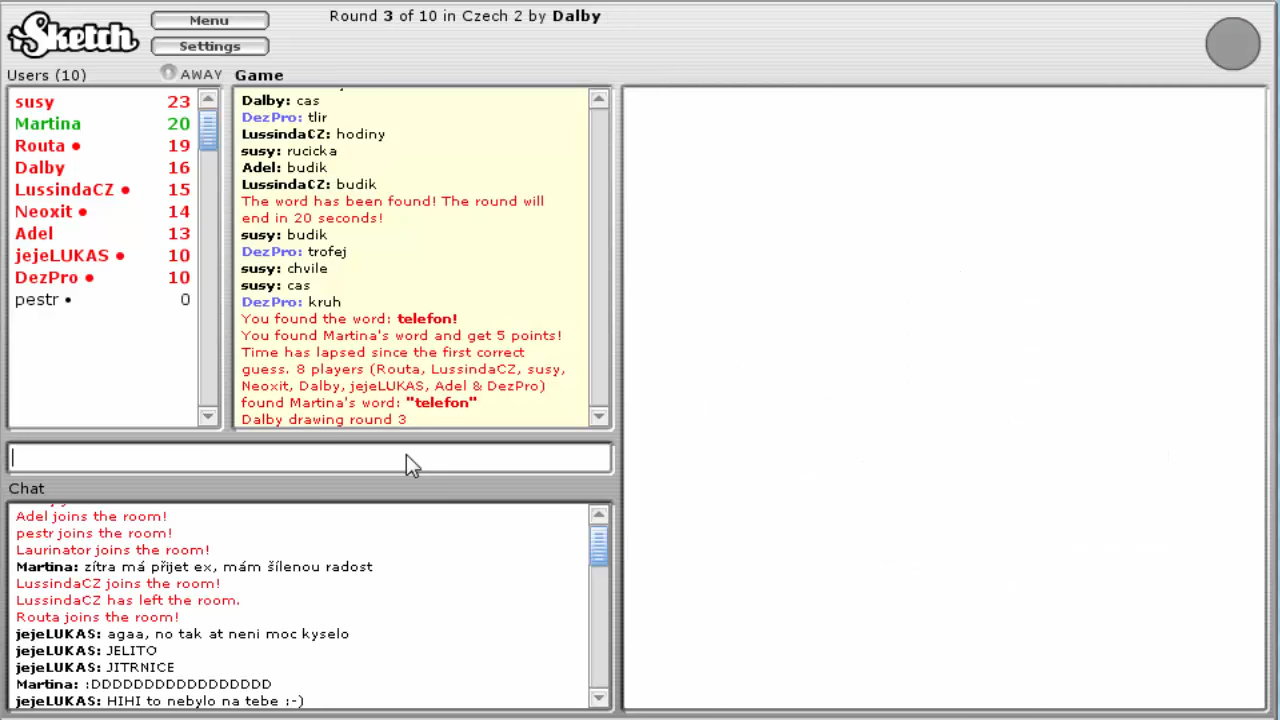 iSketch
Menu
Settings
Round 3 of 10 in Czech 2 by Dalby
Users (10)
AWAY
Game
susy 23
Martina 20
Routa • 19
Dalby 16
LussindaCZ • 15
Neoxit • 14
Adel 13
jejeLUKAS • 10
DezPro • 10
pestr • 0
Dalby: cas
DezPro: tlir
LussindaCZ: hodiny
susy: rucicka
Adel: budik
LussindaCZ: budik
The word has been found! The round will
end in 20 seconds!
susy: budik
DezPro: trofej
susy: chvile
susy: cas
DezPro: kruh
You found the word: telefon!
You found Martina's word and get 5 points!
Time has lapsed since the first correct
guess. 8 players (Routa, LussindaCZ, susy,
Neoxit, Dalby, jejeLUKAS, Adel & DezPro)
found Martina's word: "telefon"
Dalby drawing round 3
Chat
Adel joins the room!
pestr joins the room!
Laurinator joins the room!
Martina: zítra má přijet ex, mám šílenou radost
LussindaCZ joins the room!
LussindaCZ has left the room.
Routa joins the room!
jejeLUKAS: agaa, no tak at neni moc kyselo
jejeLUKAS: JELITO
jejeLUKAS: JITRNICE
Martina: :DDDDDDDDDDDDDDDDD
jejeLUKAS: HIHI to nebylo na tebe :-)